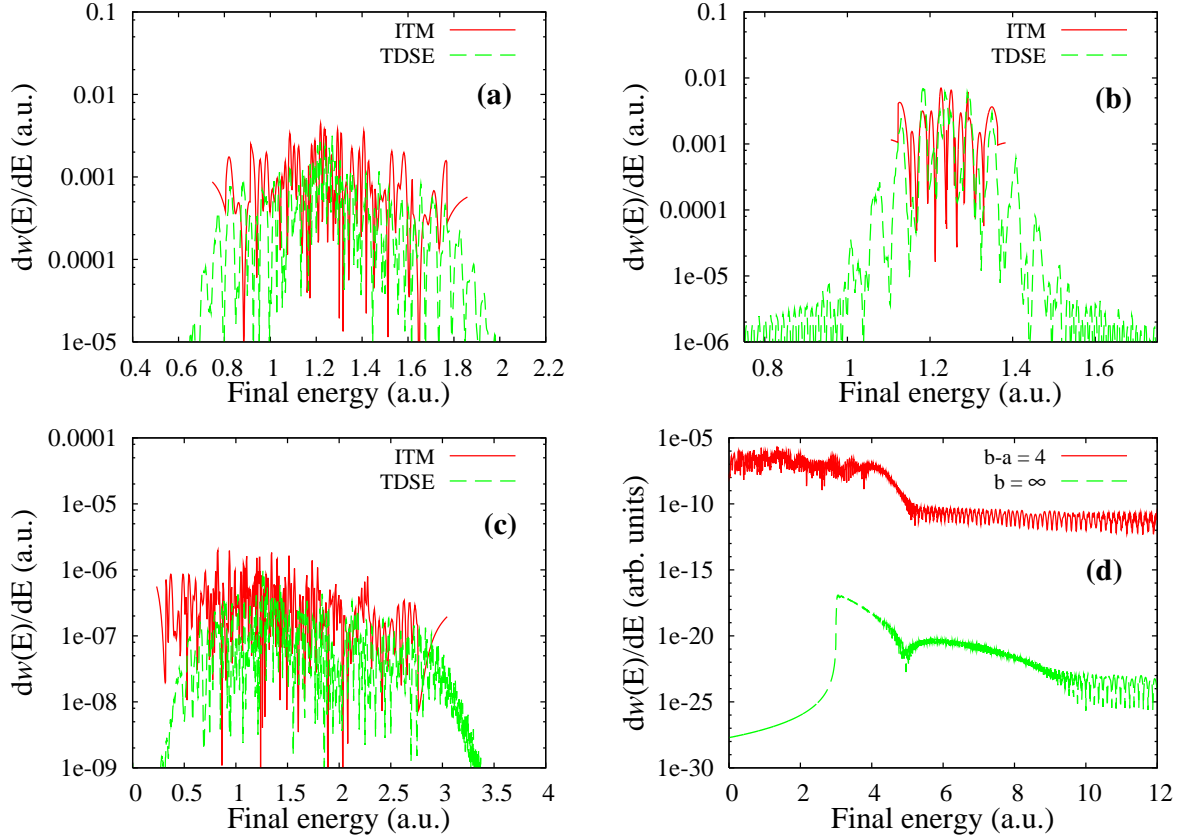 0.1
0.01
0.001
0.0001
1e-05
dw(E)/dE (a.u.)
ITM
TDSE
(a)
0.4 0.6 0.8 1 1.2 1.4 1.6 1.8 2 2.2
Final energy (a.u.)
0.1
0.01
0.001
0.0001
1e-05
1e-06
dw(E)/dE (a.u.)
ITM
TDSE
(b)
0.8 1 1.2 1.4 1.6
Final energy (a.u.)
0.0001
1e-05
1e-06
1e-07
1e-08
1e-09
dw(E)/dE (a.u.)
ITM
TDSE
(c)
0 0.5 1 1.5 2 2.5 3 3.5 4
Final energy (a.u.)
1e-05
1e-10
1e-15
1e-20
1e-25
1e-30
dw(E)/dE (arb. units)
b-a = 4
b = ∞
(d)
0 2 4 6 8 10 12
Final energy (a.u.)